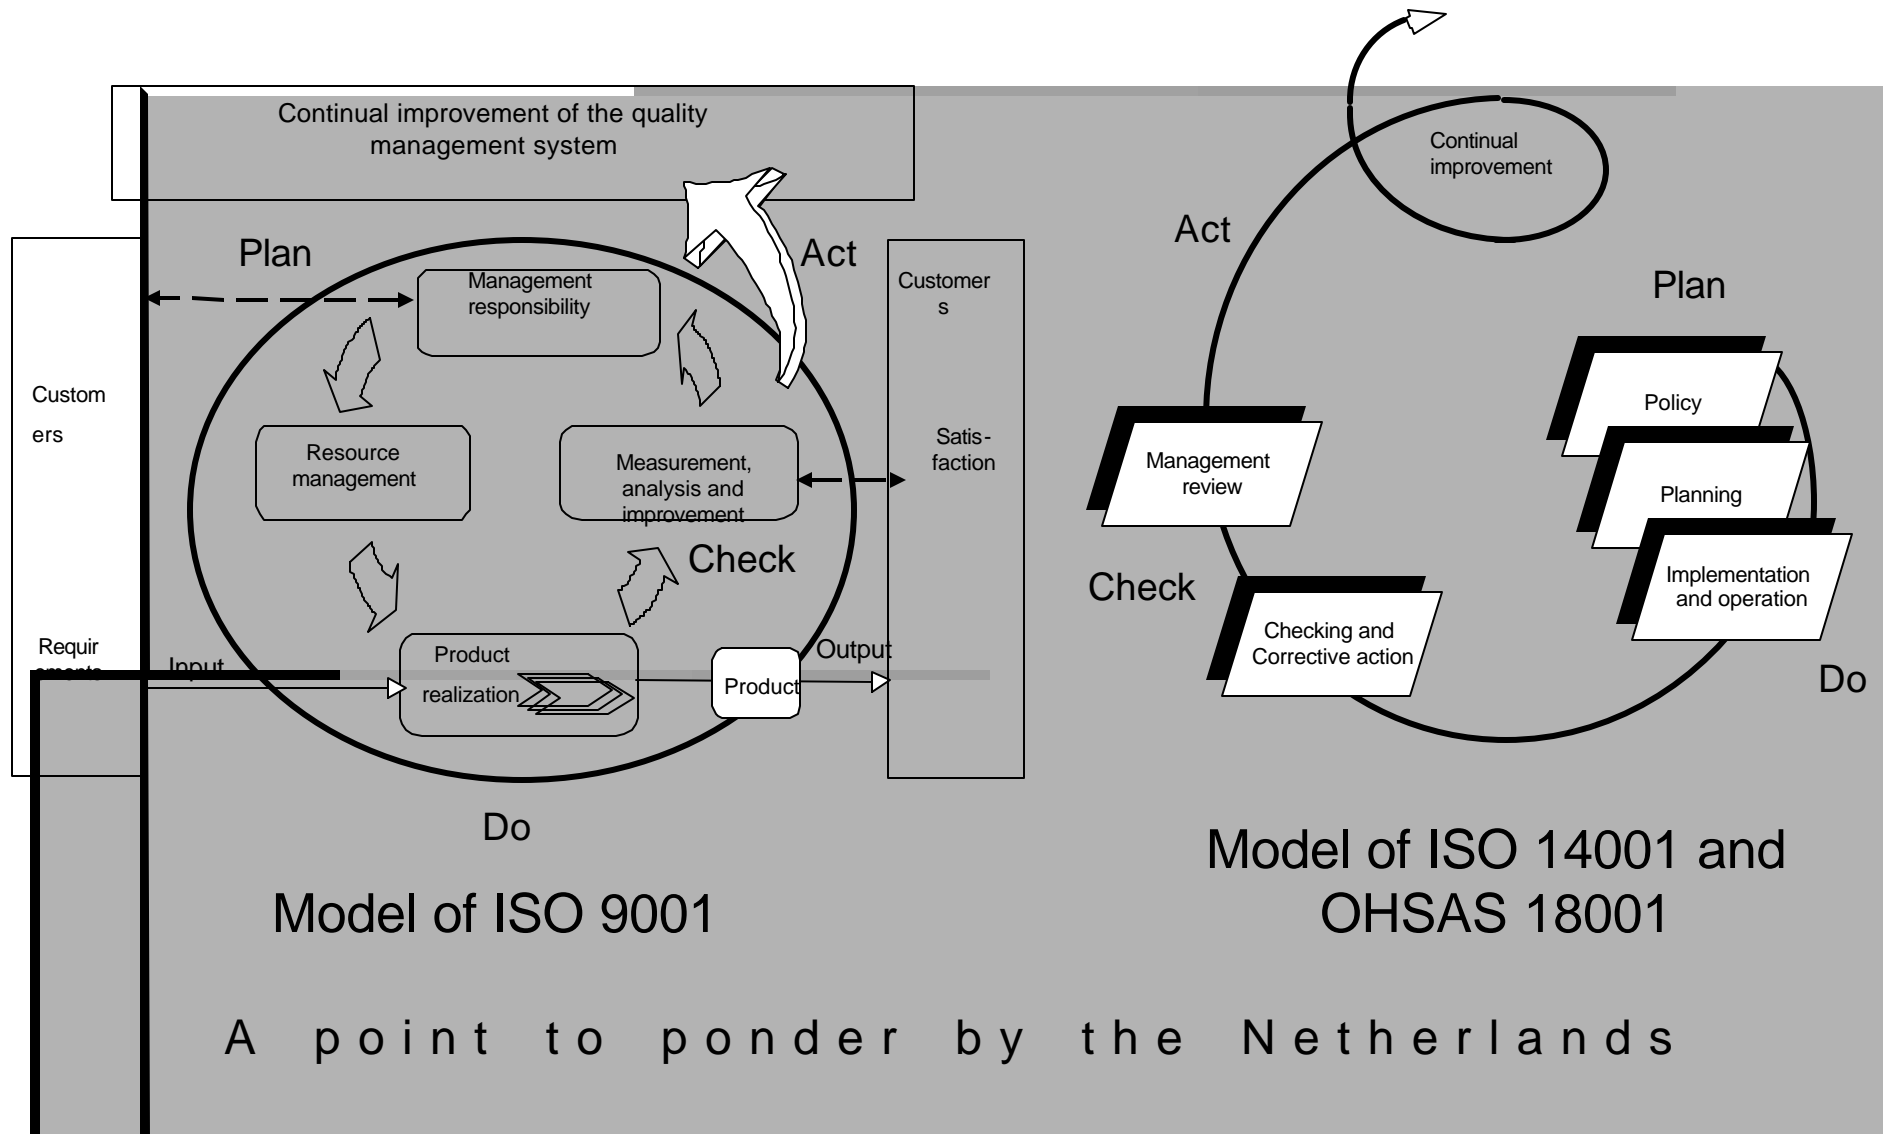 Continual improvement of the quality
management system
Plan
Act
Management
responsibility
Customer
s
Custom
ers
Resource
management
Measurement,
analysis and
improvement
Satis-
faction
Check
Requir
ements
Input
Product
realization
Product
Output
Do
Model of ISO 9001
Continual
improvement
Act
Plan
Policy
Management
review
Planning
Check
Implementation
and operation
Checking and
Corrective action
Do
Model of ISO 14001 and
OHSAS 18001
A point to ponder by the Netherlands